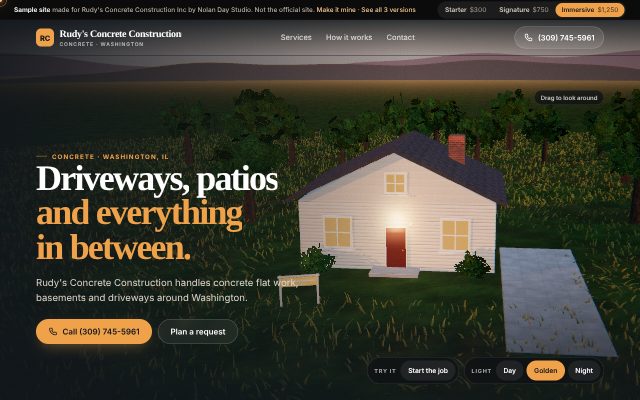 Sample site made for Rudy's Concrete Construction Inc by Nolan Day Studio. Not the official site. Make it mine · See all 3 versions
Starter $300 Signature $750 Immersive $1,250
RC Rudy's Concrete Construction
CONCRETE · WASHINGTON
Services How it works Contact
(309) 745-5961
Drag to look around
CONCRETE · WASHINGTON, IL
Driveways, patios
and everything
in between.
Rudy's Concrete Construction handles concrete flat work,
basements and driveways around Washington.
Call (309) 745-5961 Plan a request
TRY IT Start the job LIGHT Day Golden Night